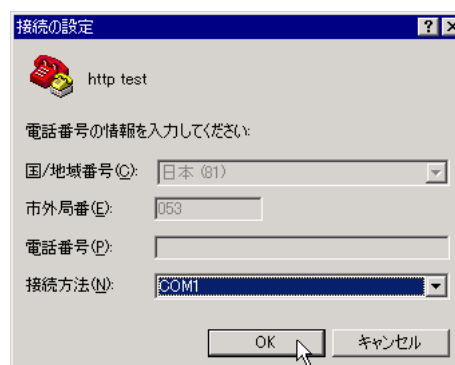 接続の設定
http test
電話番号の情報を入力してください:
国/地域番号(C): 日本 (81)
市外局番(E): 053
電話番号(P):
接続方法(N): COM1
OK キャンセル